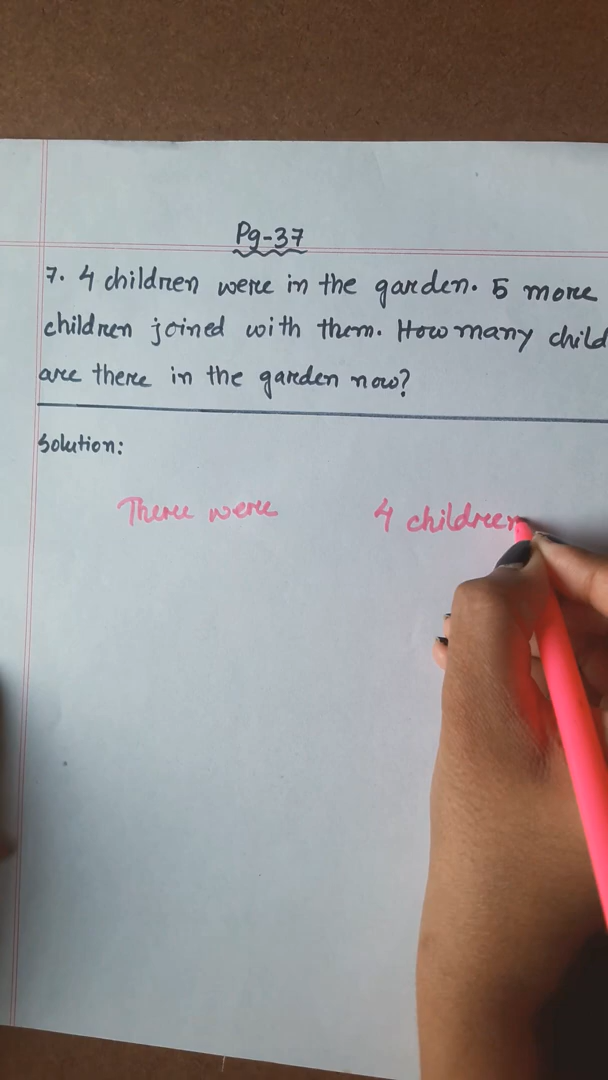 Pg-37
7. 4 children were in the garden. 5 more
children joined with them. How many child
are there in the garden now?
Solution:
There were 4 children